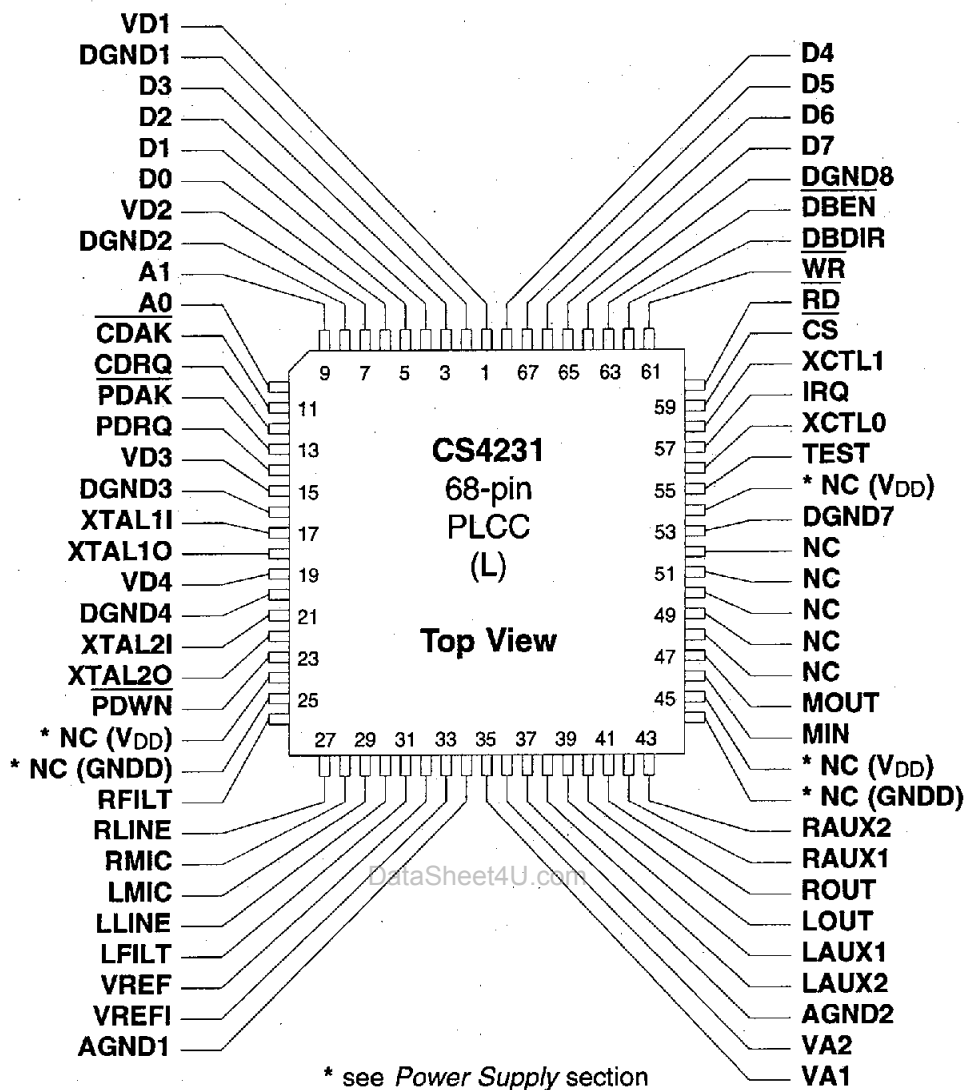 VD1
DGND1
D3
D2
D1
D0
VD2
DGND2
A1
A0
CDAK
CDRQ
PDAK
PDRQ
VD3
DGND3
XTAL1I
XTAL1O
VD4
DGND4
XTAL2I
XTAL2O
PDWN
* NC (VDD)
* NC (GNDD)
RFILT
RLINE
RMIC
LMIC
LLINE
LFILT
VREF
VREFI
AGND1
D4
D5
D6
D7
DGND8
DBEN
DBDIR
WR
RD
CS
XCTL1
IRQ
XCTL0
TEST
* NC (VDD)
DGND7
NC
NC
NC
NC
NC
MOUT
MIN
* NC (VDD)
* NC (GNDD)
RAUX2
RAUX1
ROUT
LOUT
LAUX1
LAUX2
AGND2
VA2
VA1
9 7 5 3 1 67 65 63 61
11
13
15
17
19
21
23
25
59
57
55
53
51
49
47
45
27 29 31 33 35 37 39 41 43
CS4231
68-pin
PLCC
(L)
Top View
DataSheet4U.com
* see Power Supply section